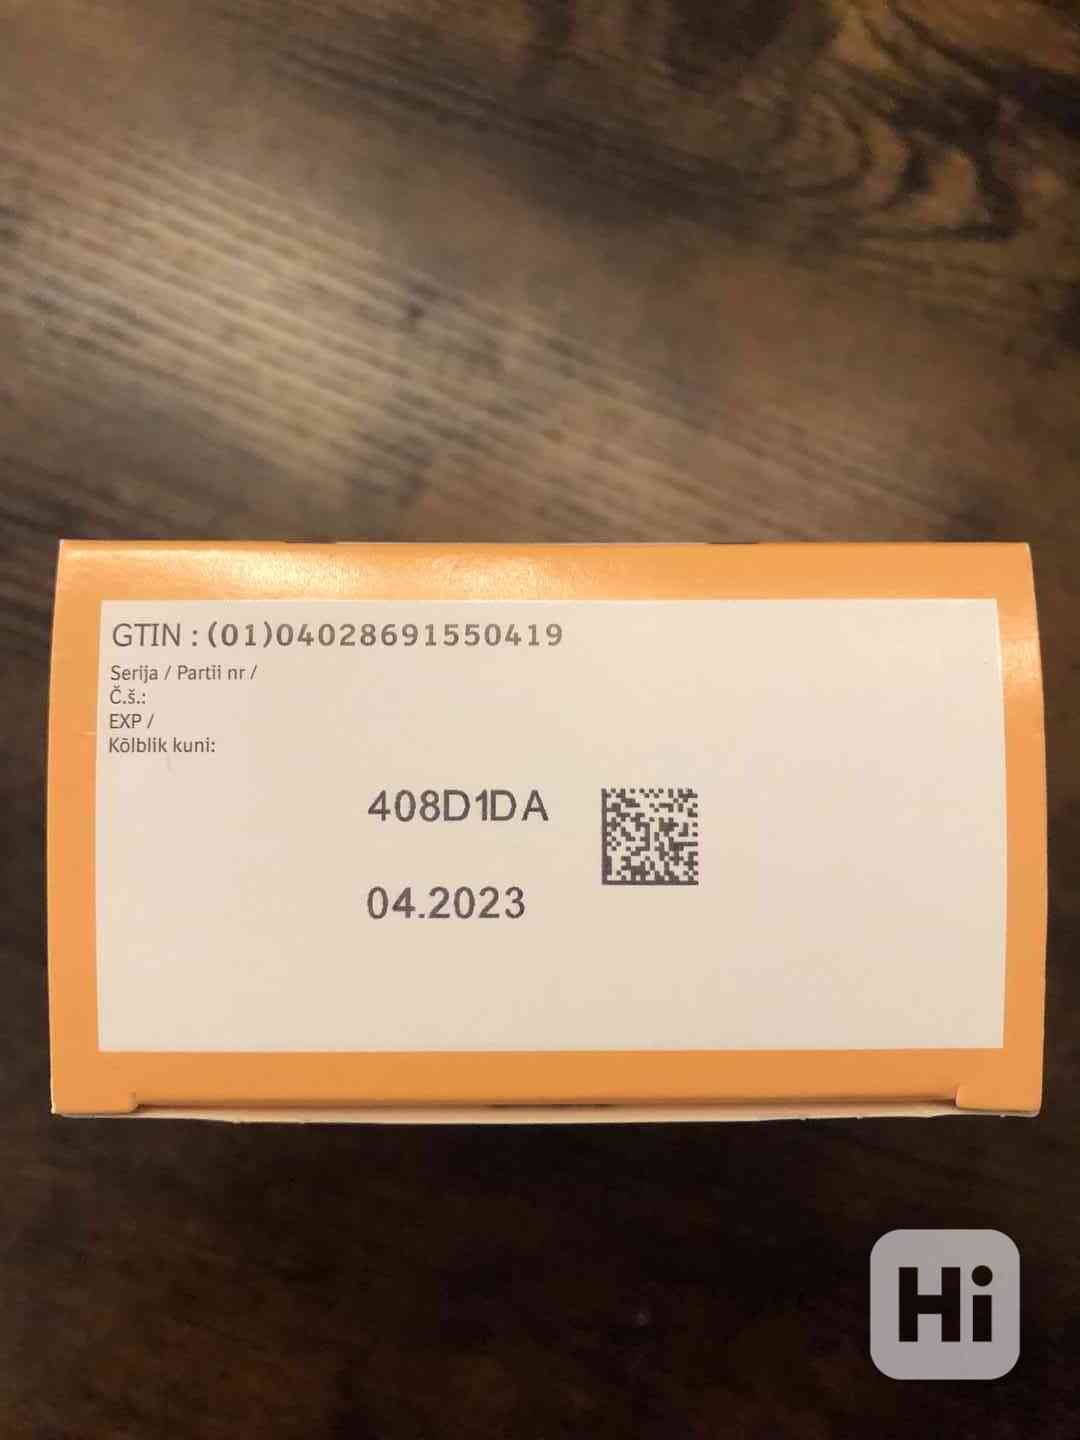 GTIN : (01)04028691550419
Serija / Partii nr /
Č.š.:
EXP /
Kõlblik kuni:
408D1DA
04.2023
Hi